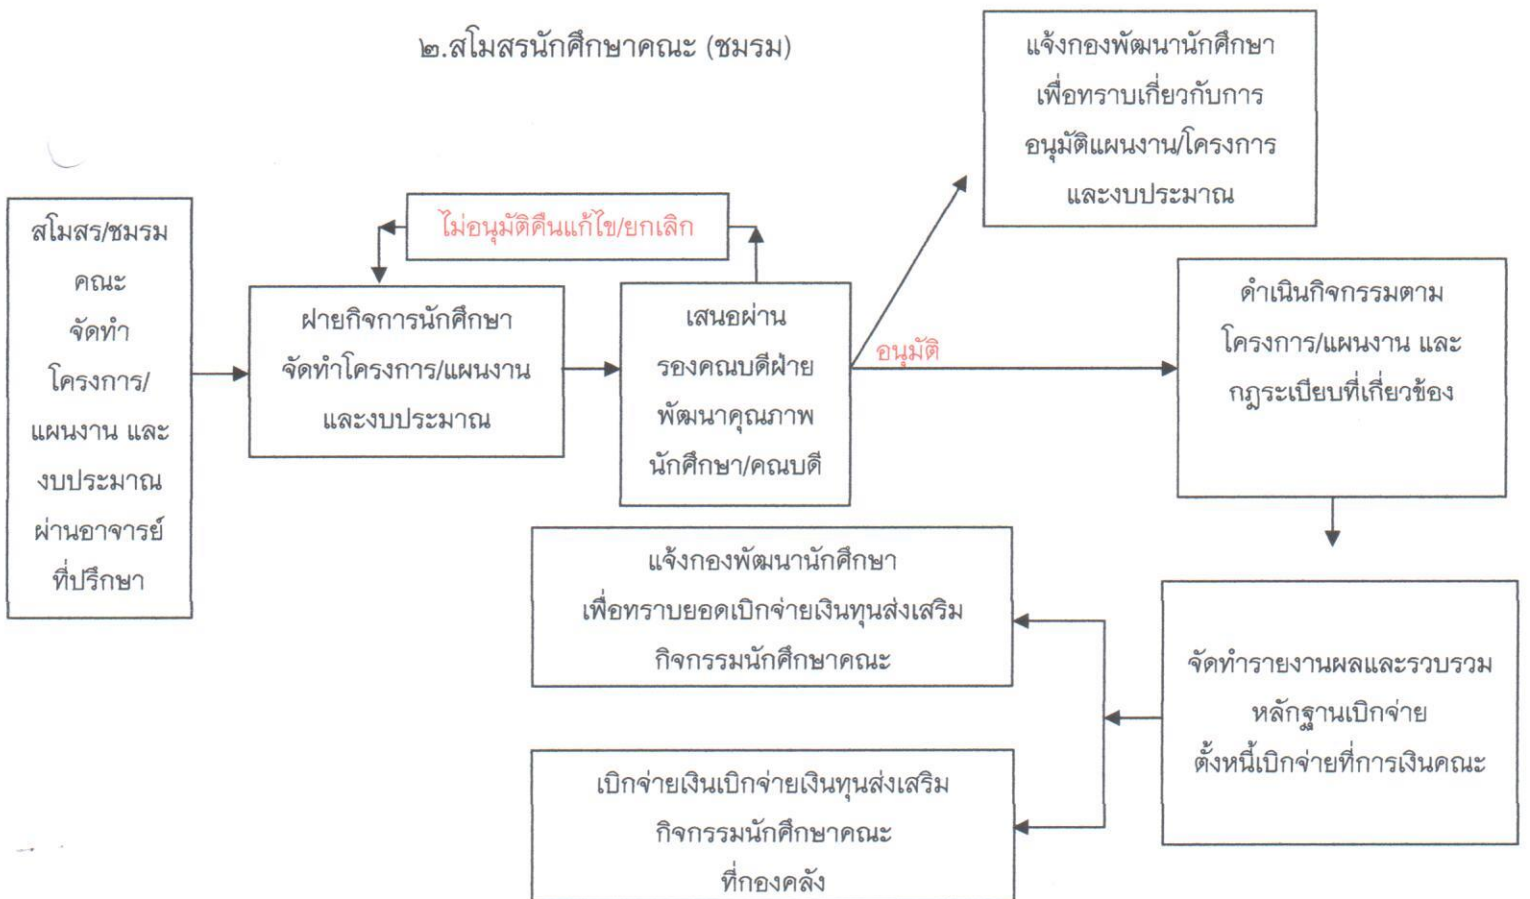 ๒.สโมสรนักศึกษาคณะ (ชมรม)
แจ้งกองพัฒนานักศึกษา
เพื่อทราบเกี่ยวกับการ
อนุมัติแผนงาน/โครงการ
และงบประมาณ
สโมสร/ชมรม
คณะ
จัดทำ
โครงการ/
แผนงาน และ
งบประมาณ
ผ่านอาจารย์
ที่ปรึกษา
ไม่อนุมัติคืนแก้ไข/ยกเลิก
ฝ่ายกิจการนักศึกษา
จัดทำโครงการ/แผนงาน
และงบประมาณ
เสนอผ่าน
รองคณบดีฝ่าย
พัฒนาคุณภาพ
นักศึกษา/คณบดี
อนุมัติ
ดำเนินกิจกรรมตาม
โครงการ/แผนงาน และ
กฎระเบียบที่เกี่ยวข้อง
จัดทำรายงานผลและรวบรวม
หลักฐานเบิกจ่าย
ตั้งหนี้เบิกจ่ายที่การเงินคณะ
แจ้งกองพัฒนานักศึกษา
เพื่อทราบยอดเบิกจ่ายเงินทุนส่งเสริม
กิจกรรมนักศึกษาคณะ
เบิกจ่ายเงินเบิกจ่ายเงินทุนส่งเสริม
กิจกรรมนักศึกษาคณะ
ที่กองคลัง